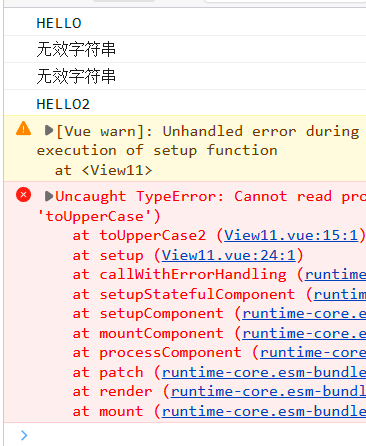 HELLO
无效字符串
无效字符串
HELLO2
[Vue warn]: Unhandled error during
execution of setup function
at <View11>
Uncaught TypeError: Cannot read pro
'toUpperCase')
at toUpperCase2 (View11.vue:15:1)
at setup (View11.vue:24:1)
at callWithErrorHandling (runtime
at setupStatefulComponent (runtim
at setupComponent (runtime-core.e
at mountComponent (runtime-core.e
at processComponent (runtime-core
at patch (runtime-core.esm-bundle
at render (runtime-core.esm-bundl
at mount (runtime-core.esm-bundle